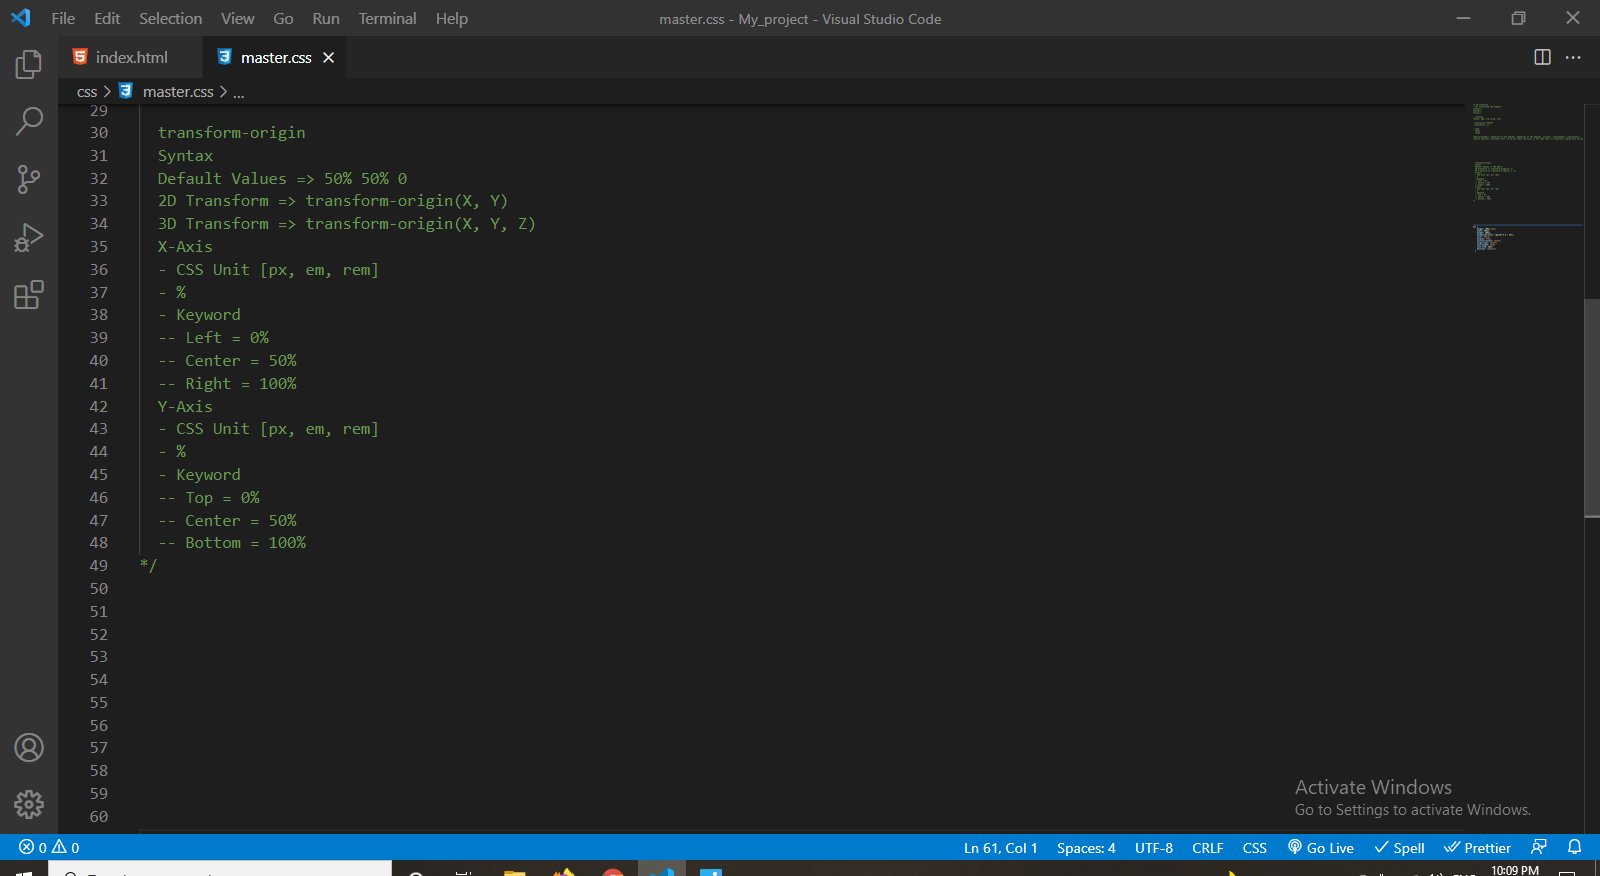 File Edit Selection View Go Run Terminal Help master.css - My_project - Visual Studio Code
index.html master.css
css > master.css > ...
29
30 transform-origin
31 Syntax
32 Default Values => 50% 50% 0
33 2D Transform => transform-origin(X, Y)
34 3D Transform => transform-origin(X, Y, Z)
35 X-Axis
36 - CSS Unit [px, em, rem]
37 - %
38 - Keyword
39 -- Left = 0%
40 -- Center = 50%
41 -- Right = 100%
42 Y-Axis
43 - CSS Unit [px, em, rem]
44 - %
45 - Keyword
46 -- Top = 0%
47 -- Center = 50%
48 -- Bottom = 100%
49 */
50
51
52
53
54
55
56
57
58
59
60
Activate Windows
Go to Settings to activate Windows.
0 0 Ln 61, Col 1 Spaces: 4 UTF-8 CRLF CSS Go Live Spell Prettier
10:09 PM